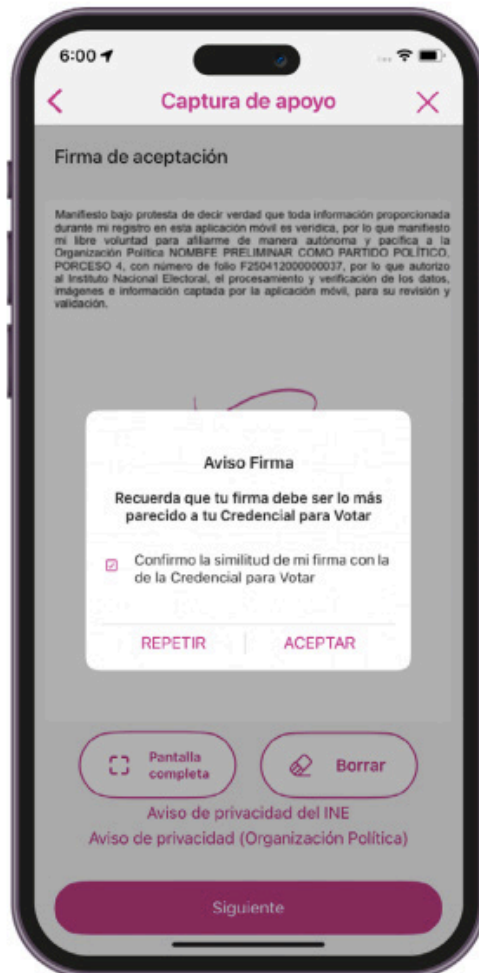 6:00
Captura de apoyo
Firma de aceptación
Manifiesto bajo protesta de decir verdad que toda información proporcionada
durante mi registro en esta aplicación móvil es verídica, por lo que manifiesto
mi libre voluntad para afiliarme de manera autónoma y pacífica a la
Organización Política NOMBFE PRELIMINAR COMO PARTIDO POLÍTICO,
PORCESO 4, con número de folio F250412000000037, por lo que autorizo
al Instituto Nacional Electoral, el procesamiento y verificación de los datos,
imágenes e información captada por la aplicación móvil, para su revisión y
validación.
Aviso Firma
Recuerda que tu firma debe ser lo más
parecido a tu Credencial para Votar
Confirmo la similitud de mi firma con la
de la Credencial para Votar
REPETIR ACEPTAR
Pantalla
completa
Borrar
Aviso de privacidad del INE
Aviso de privacidad (Organización Política)
Siguiente